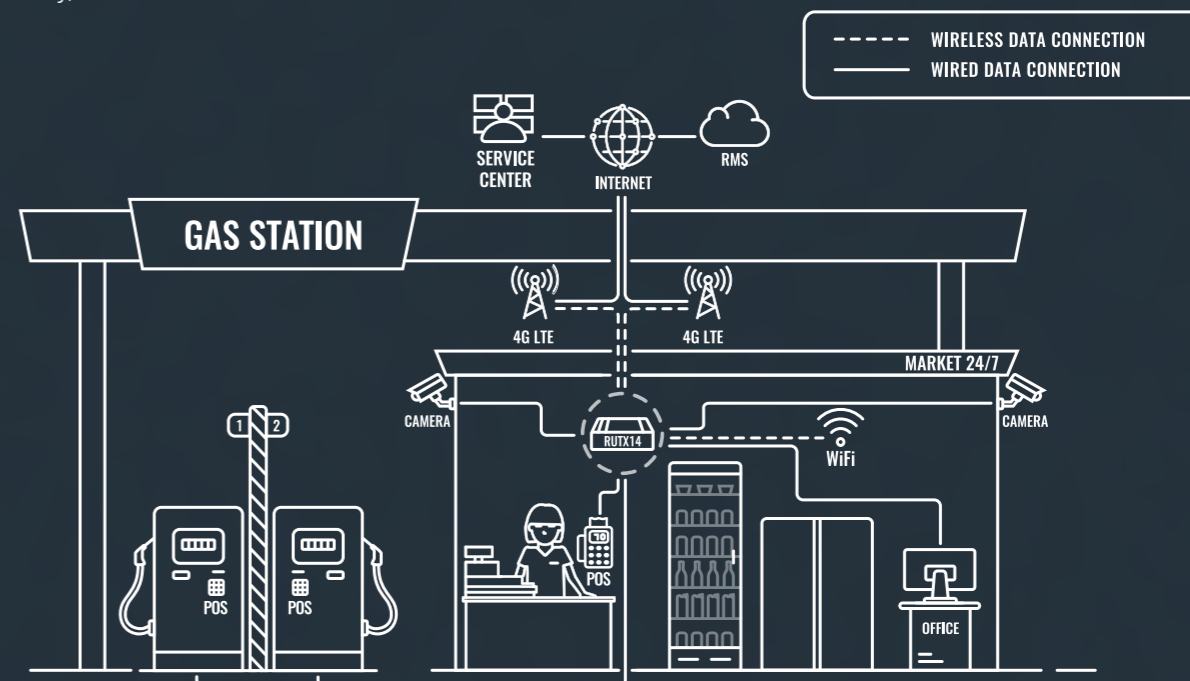 WIRELESS DATA CONNECTION
WIRED DATA CONNECTION
SERVICE
CENTER
INTERNET
RMS
GAS STATION
4G LTE
4G LTE
MARKET 24/7
CAMERA
CAMERA
1
2
RUTX14
WiFi
POS
POS
POS
OFFICE